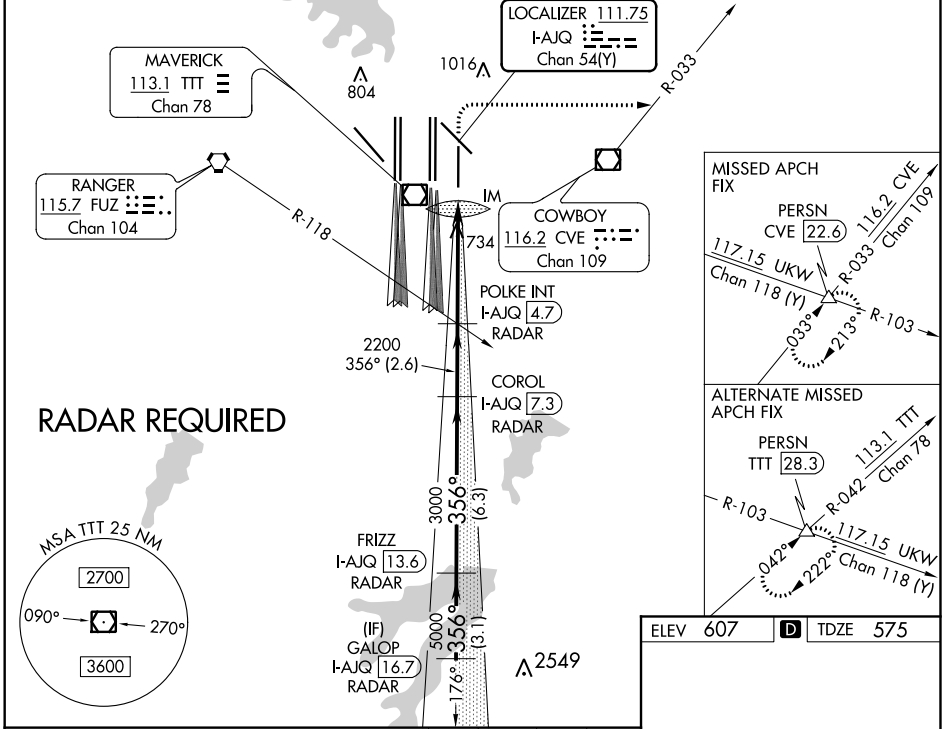 LOCALIZER 111.75
I-AJQ
Chan 54(Y)
R-033
MAVERICK
113.1 TTT
Chan 78
804
1016
RANGER
115.7 FUZ
Chan 104
R-118
IM
734
COWBOY
116.2 CVE
Chan 109
POLKE INT
I-AJQ 4.7
RADAR
2200
356° (2.6)
COROL
I-AJQ 7.3
RADAR
RADAR REQUIRED
3000
356°
(6.3)
FRIZZ
I-AJQ 13.6
RADAR
5000
356°
(3.1)
(IF)
GALOP
I-AJQ 16.7
RADAR
176°
2549
MSA TTT 25 NM
2700
090°
270°
3600
MISSED APCH
FIX
PERSN
CVE 22.6
116.2 CVE
Chan 109
R-033
117.15 UKW
Chan 118 (Y)
R-103
033°
213°
ALTERNATE MISSED
APCH FIX
PERSN
TTT 28.3
113.1 TTT
Chan 78
R-042
R-103
117.15 UKW
Chan 118 (Y)
042°
222°
ELEV 607 D TDZE 575